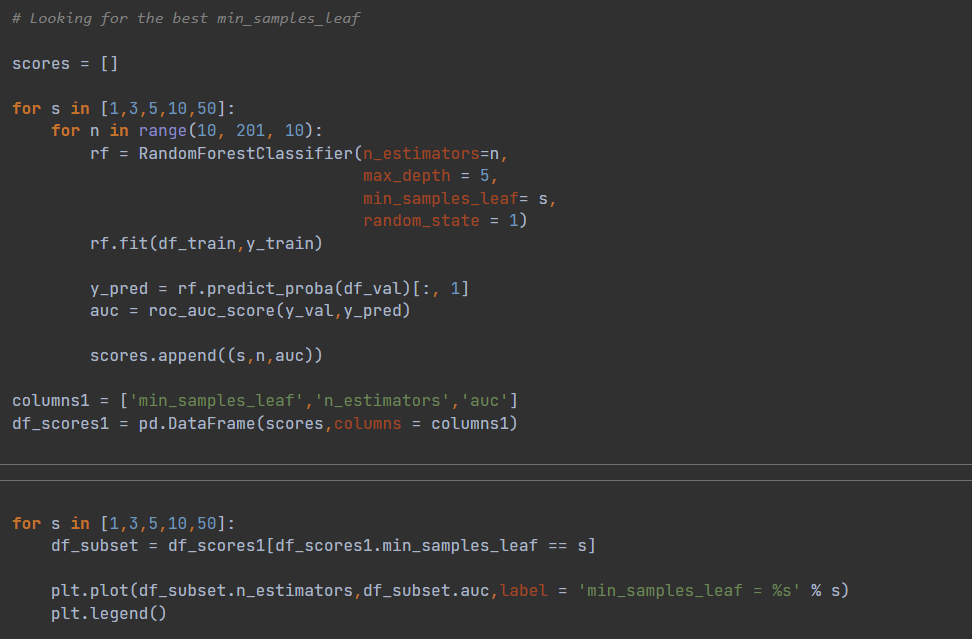 # Looking for the best min_samples_leaf
scores = []
for s in [1,3,5,10,50]:
    for n in range(10, 201, 10):
        rf = RandomForestClassifier(n_estimators=n,
                                    max_depth = 5,
                                    min_samples_leaf= s,
                                    random_state = 1)
        rf.fit(df_train,y_train)
        y_pred = rf.predict_proba(df_val)[:, 1]
        auc = roc_auc_score(y_val,y_pred)
        scores.append((s,n,auc))
columns1 = ['min_samples_leaf','n_estimators','auc']
df_scores1 = pd.DataFrame(scores,columns = columns1)
for s in [1,3,5,10,50]:
    df_subset = df_scores1[df_scores1.min_samples_leaf == s]
    plt.plot(df_subset.n_estimators,df_subset.auc,label = 'min_samples_leaf = %s' % s)
    plt.legend()